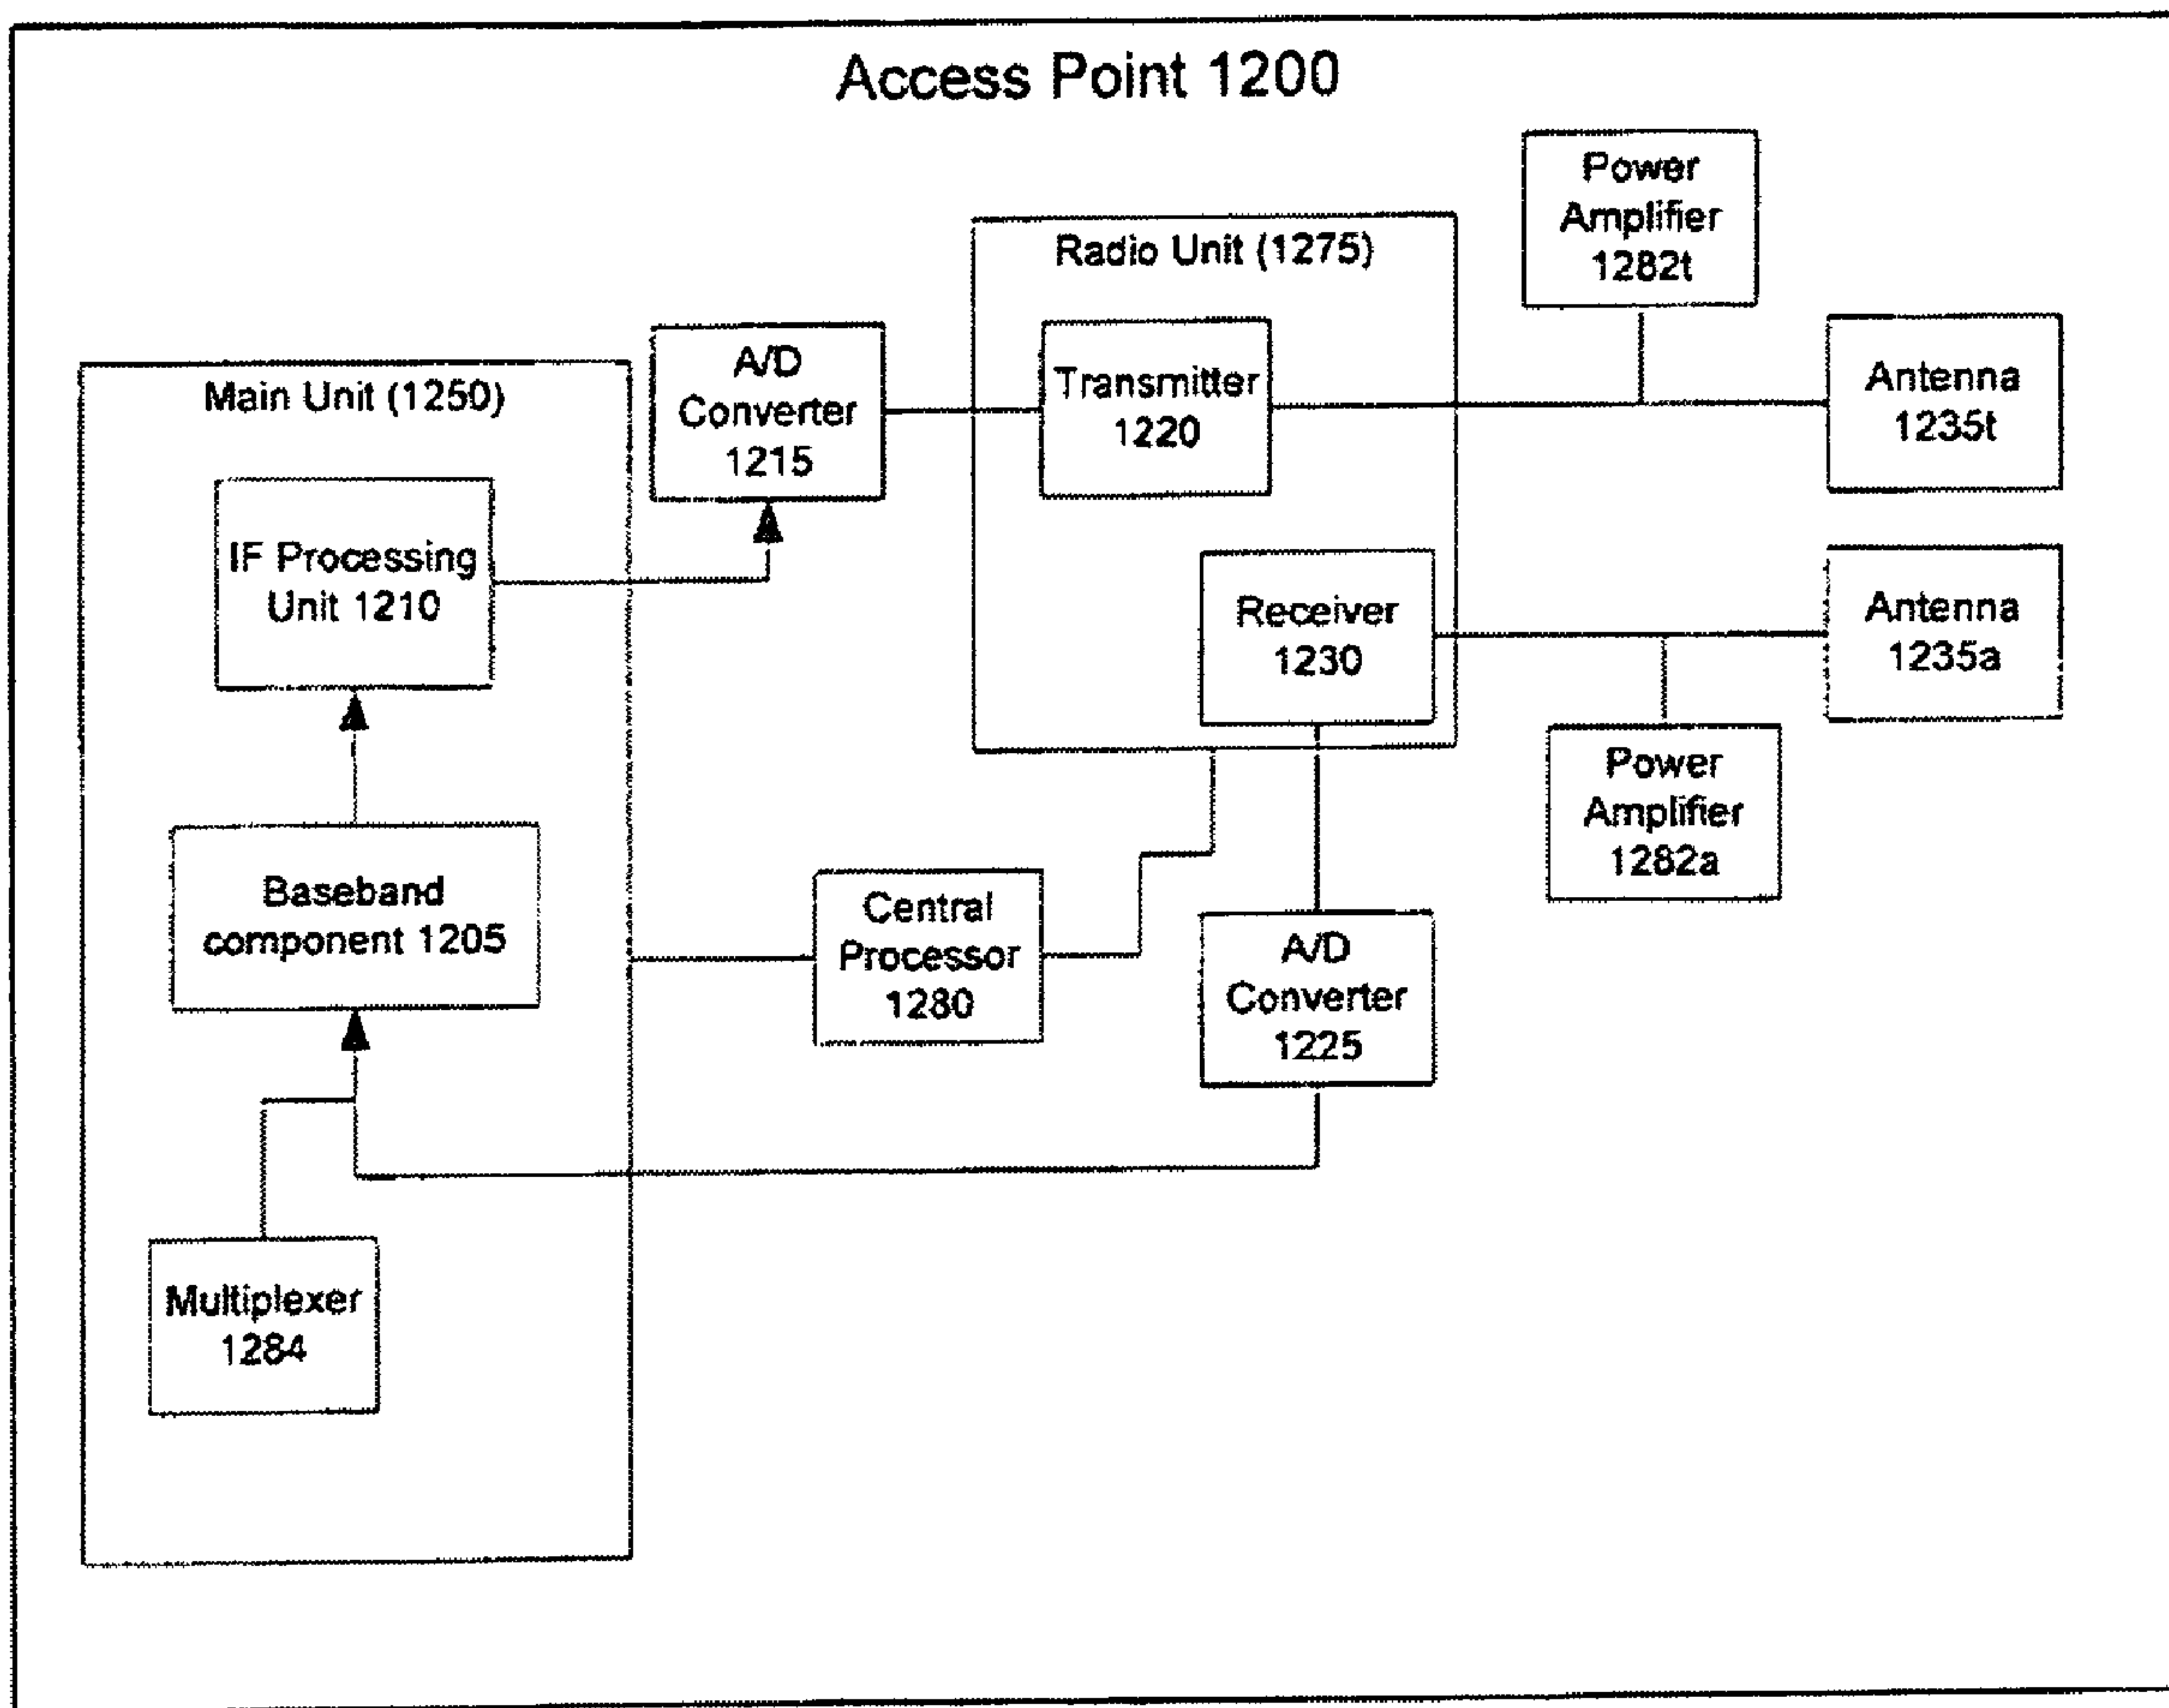 Access Point 1200
Power
Amplifier
1282t
Radio Unit (1275)
A/D
Converter
1215
Transmitter
1220
Antenna
1235t
Main Unit (1250)
IF Processing
Unit 1210
Receiver
1230
Antenna
1235a
Power
Amplifier
1282a
Baseband
component 1205
Central
Processor
1280
A/D
Converter
1225
Multiplexer
1284